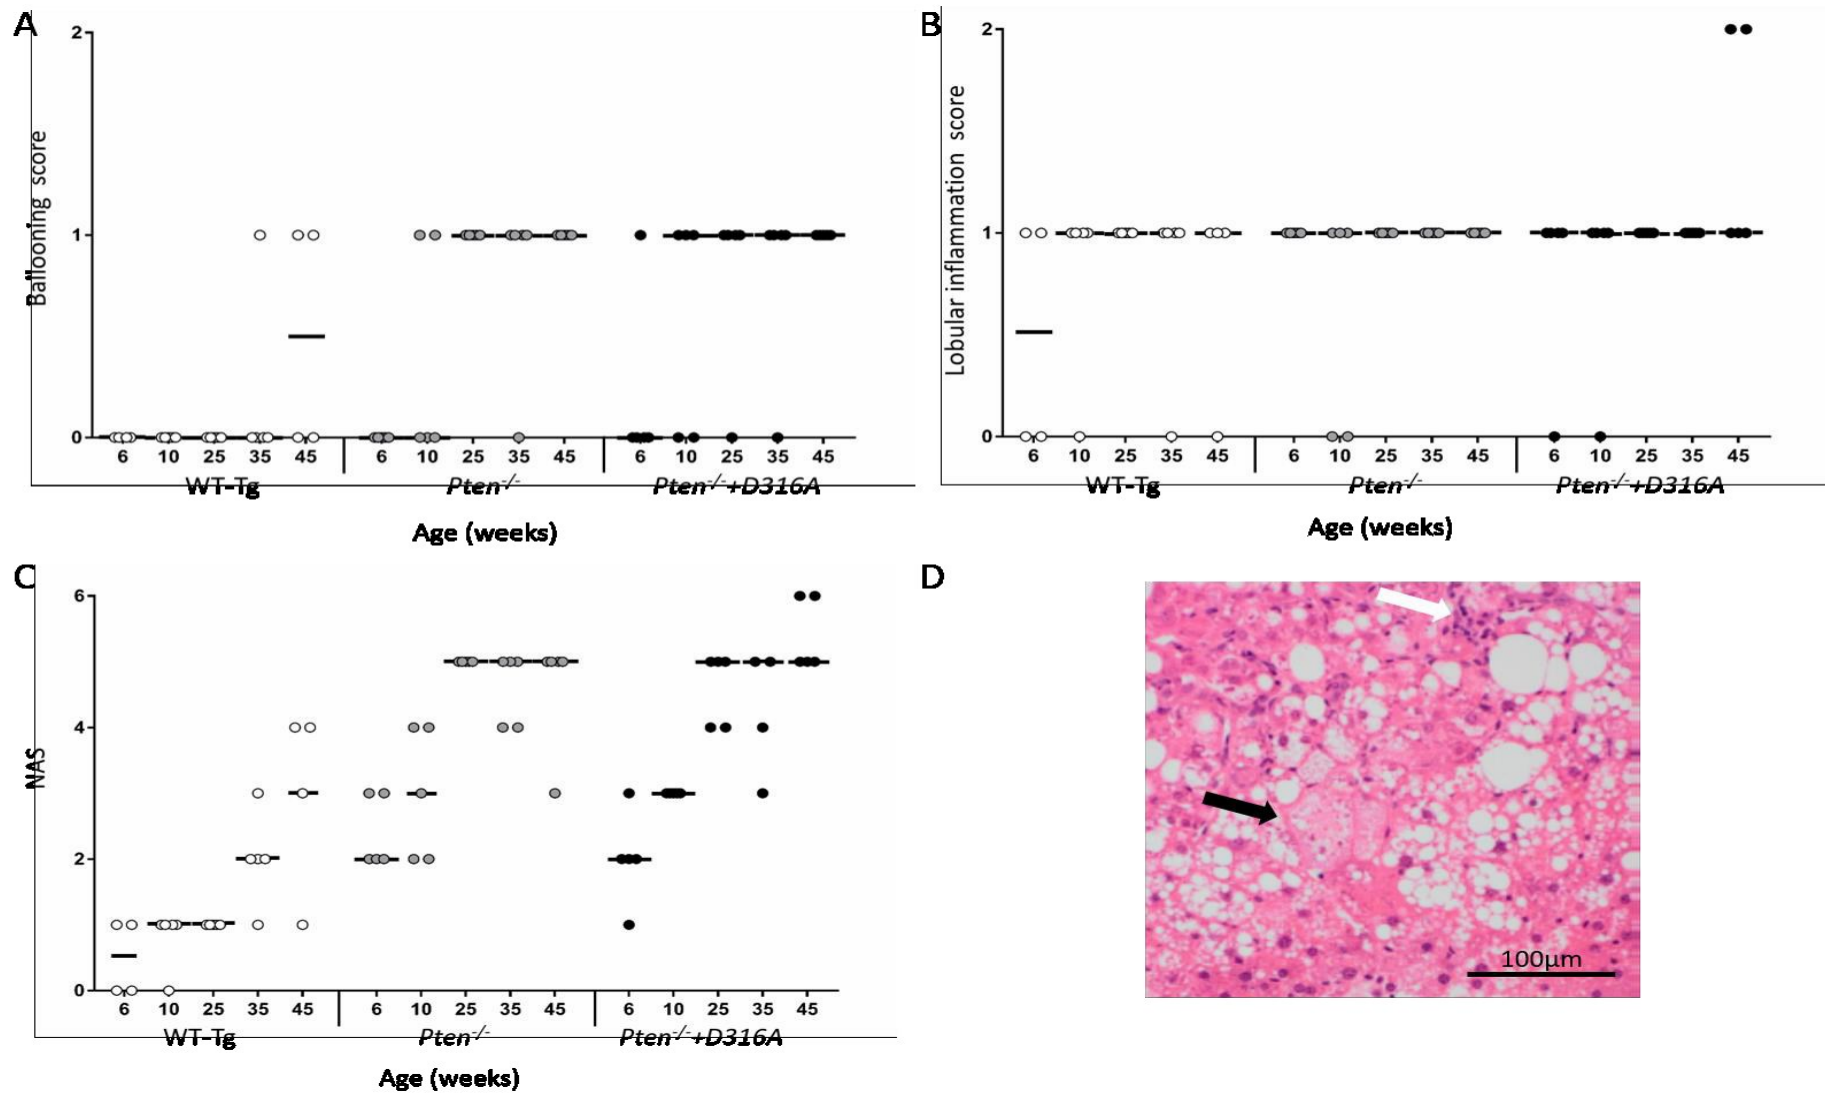 A
2
1
0
Ballooning score
6 10 25 35 45 6 10 25 35 45 6 10 25 35 45
WT-Tg Pten-/- Pten-/-+D316A
Age (weeks)
B
2
1
0
Lobular inflammation score
6 10 25 35 45 6 10 25 35 45 6 10 25 35 45
WT-Tg Pten-/- Pten-/-+D316A
Age (weeks)
C
6
4
2
0
NAS
6 10 25 35 45 6 10 25 35 45 6 10 25 35 45
WT-Tg Pten-/- Pten-/-+D316A
Age (weeks)
D
100µm